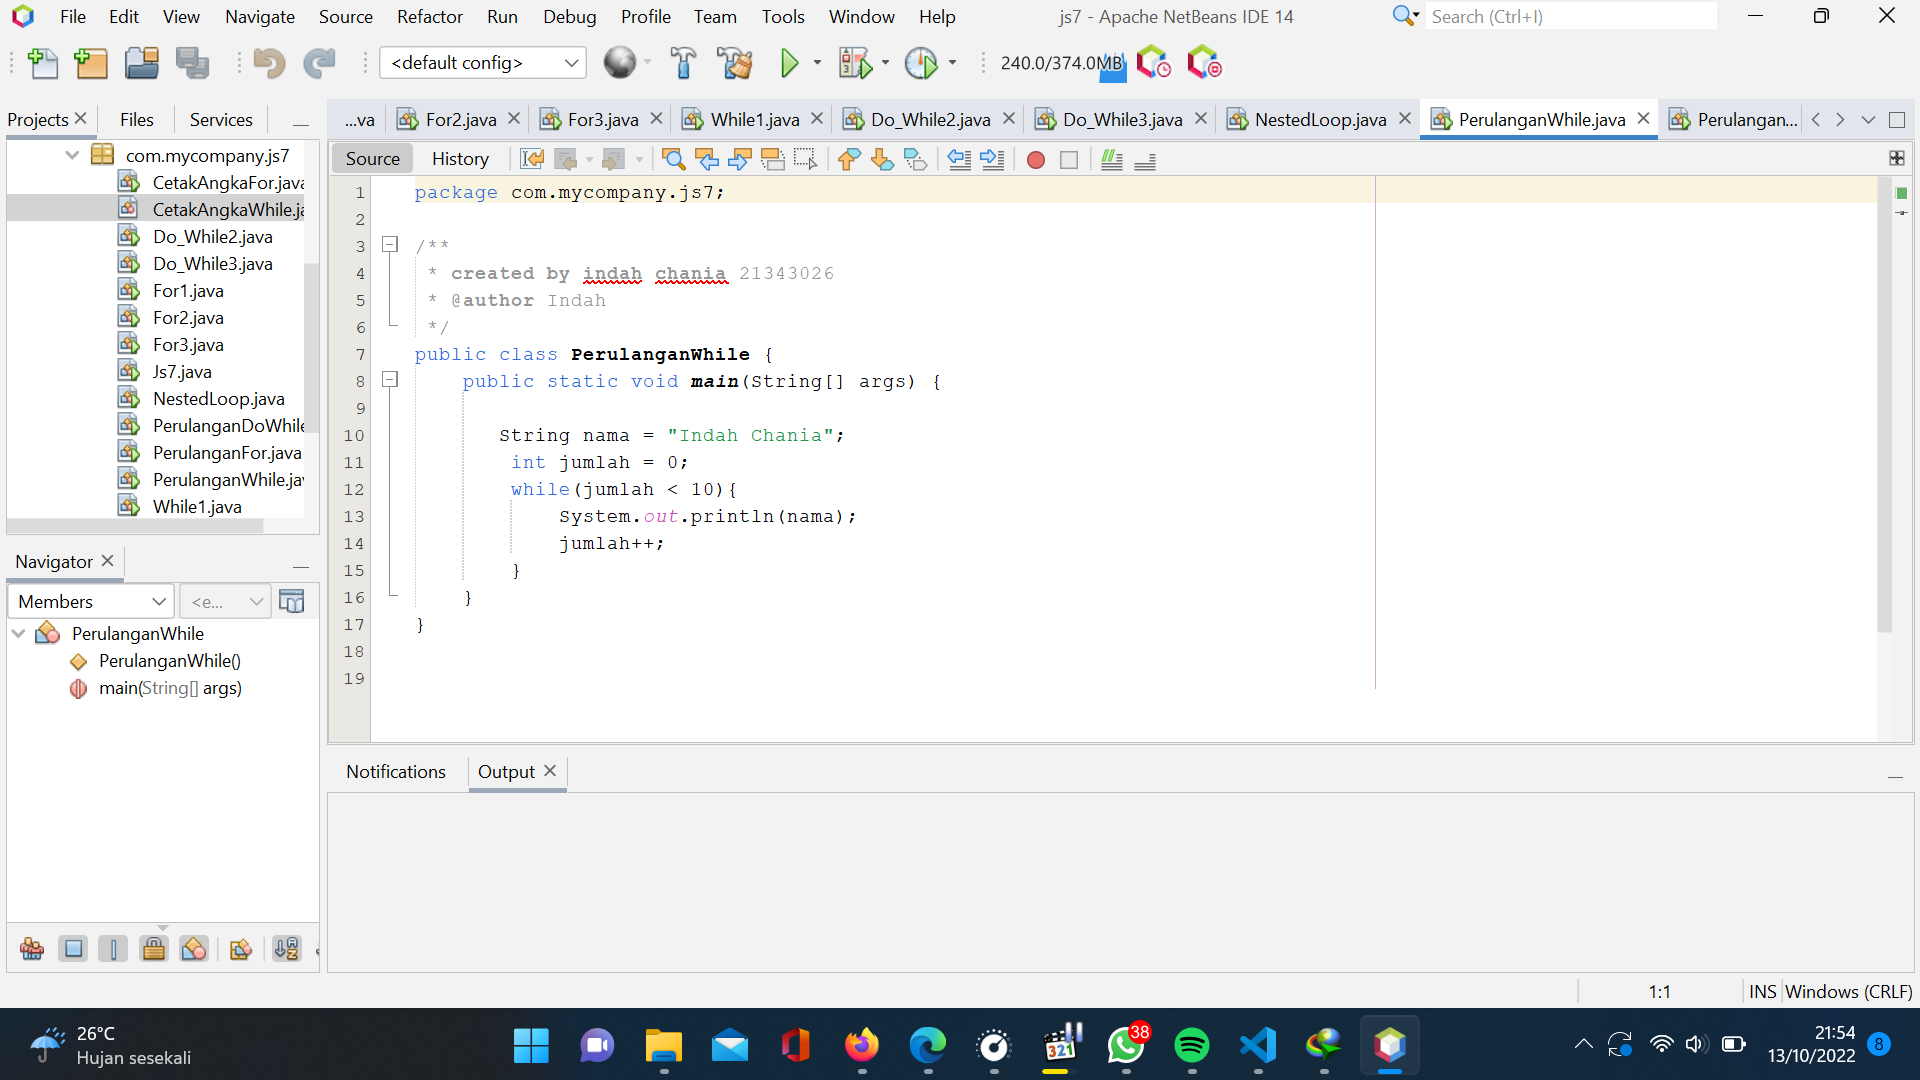 File Edit View Navigate Source Refactor Run Debug Profile Team Tools Window Help js7 - Apache NetBeans IDE 14 Search (Ctrl+I)
<default config> 240.0/374.0MB
Projects Files Services
...va For2.java For3.java While1.java Do_While2.java Do_While3.java NestedLoop.java PerulanganWhile.java Perulangan...
com.mycompany.js7
CetakAngkaFor.java
CetakAngkaWhile.ja
Do_While2.java
Do_While3.java
For1.java
For2.java
For3.java
Js7.java
NestedLoop.java
PerulanganDoWhile
PerulanganFor.java
PerulanganWhile.jav
While1.java
Navigator
Members <e...
PerulanganWhile
PerulanganWhile()
main(String[] args)
Source History
1 package com.mycompany.js7;
2
3 /**
4 * created by indah chania 21343026
5 * @author Indah
6 */
7 public class PerulanganWhile {
8 public static void main(String[] args) {
9
10 String nama = "Indah Chania";
11 int jumlah = 0;
12 while(jumlah < 10){
13 System.out.println(nama);
14 jumlah++;
15 }
16 }
17 }
18
19
Notifications Output
1:1 INS Windows (CRLF)
26°C
Hujan sesekali
321
38
21:54
13/10/2022
8